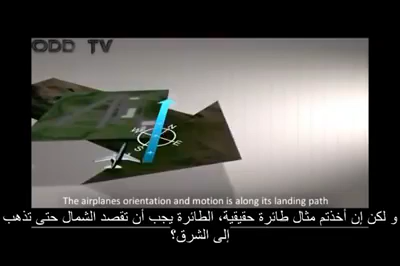 ODD TV
The airplanes orientation and motion is along its landing path
و لكن إن أخذتم مثال طائرة حقيقية، الطائرة يجب أن تقصد الشمال حتى تذهب
إلى الشرق؟